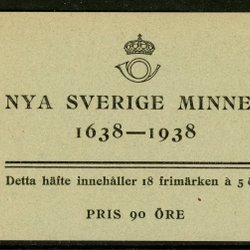 NYA SVERIGE MINNE
1638—1938
Detta häfte innehåller 18 frimärken à 5
PRIS 90 ÖRE